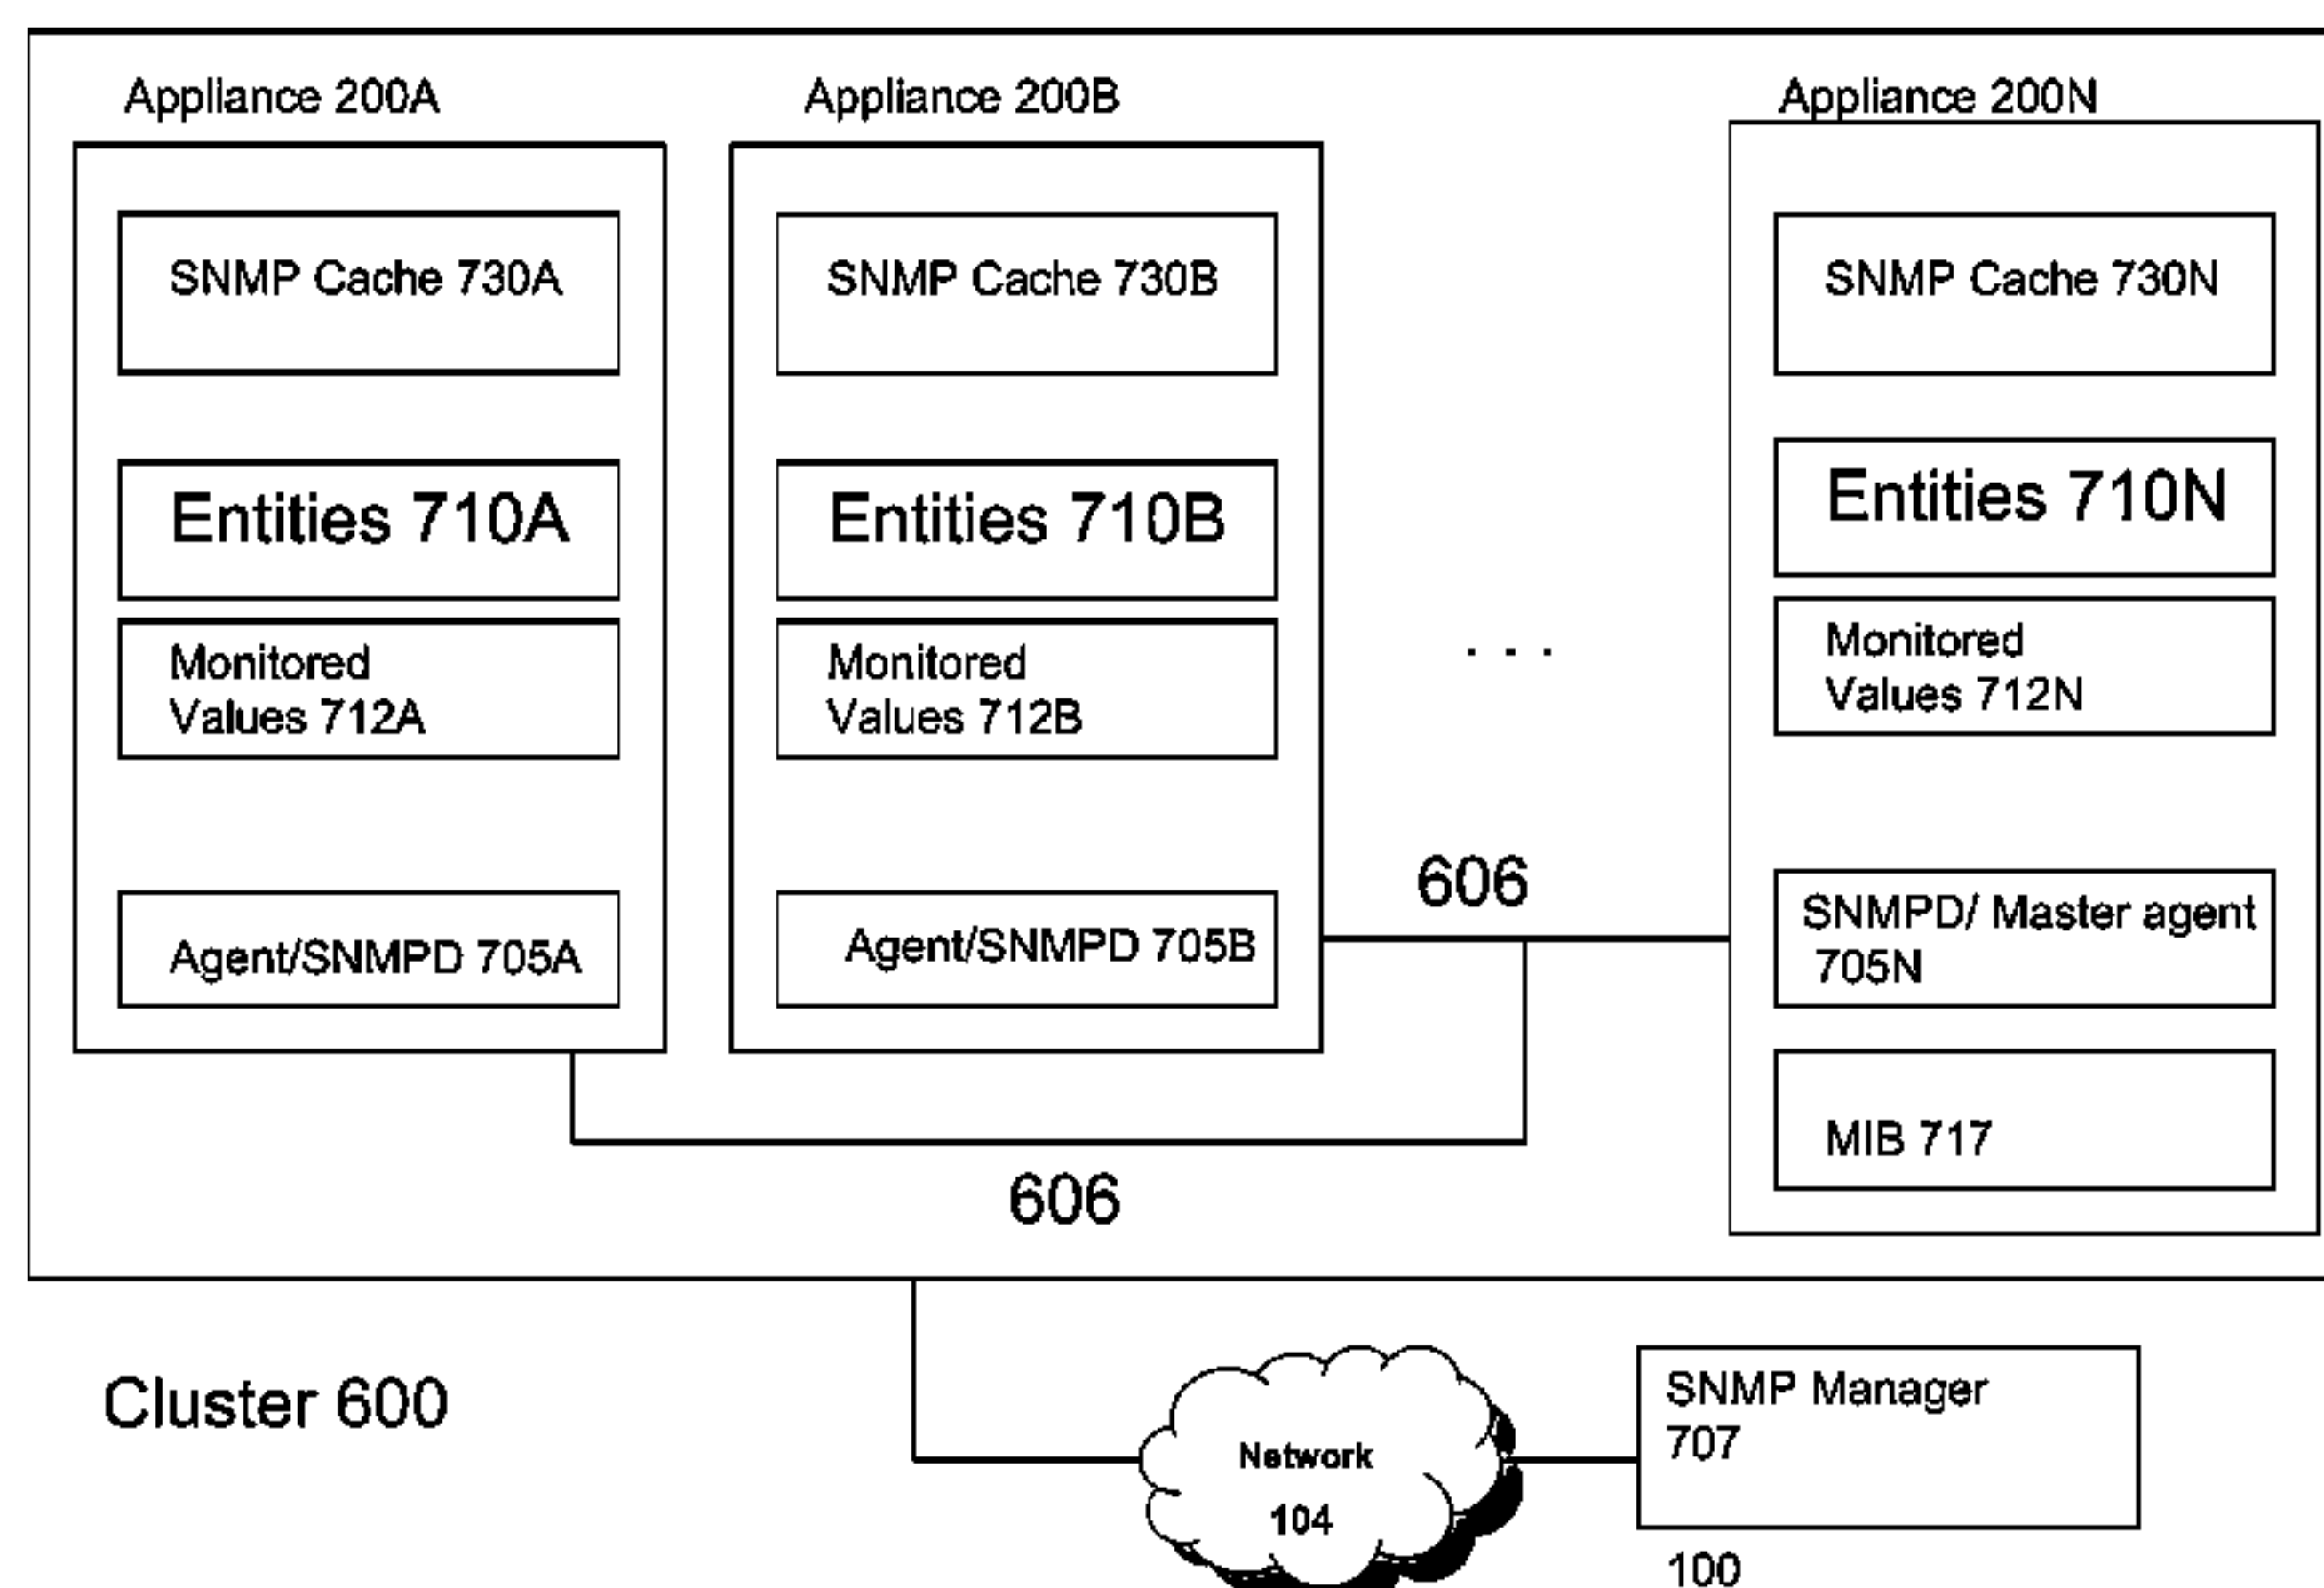 Appliance 200A
SNMP Cache 730A
Entities 710A
Monitored
Values 712A
Agent/SNMPD 705A
Appliance 200B
SNMP Cache 730B
Entities 710B
Monitored
Values 712B
Agent/SNMPD 705B
. . .
606
606
Appliance 200N
SNMP Cache 730N
Entities 710N
Monitored
Values 712N
SNMPD/ Master agent
705N
MIB 717
Cluster 600
Network
104
SNMP Manager
707
100